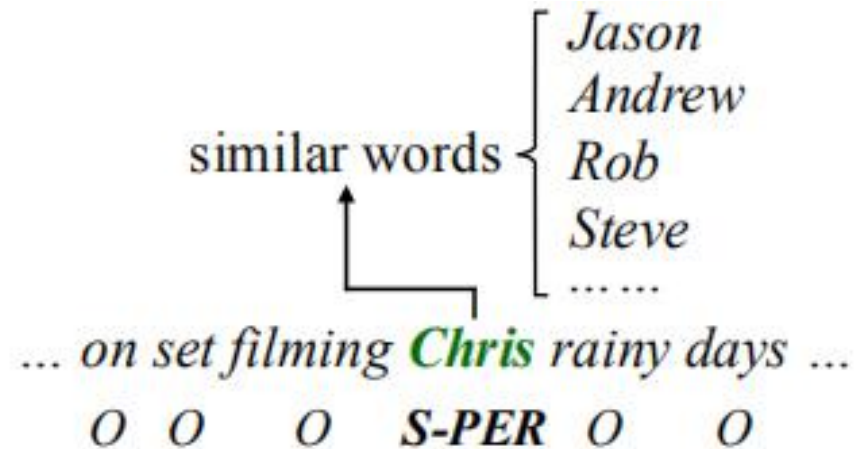 Jason
Andrew
similar words
Rob
Steve
... ...
... on set filming Chris rainy days ...
O O O S-PER O O